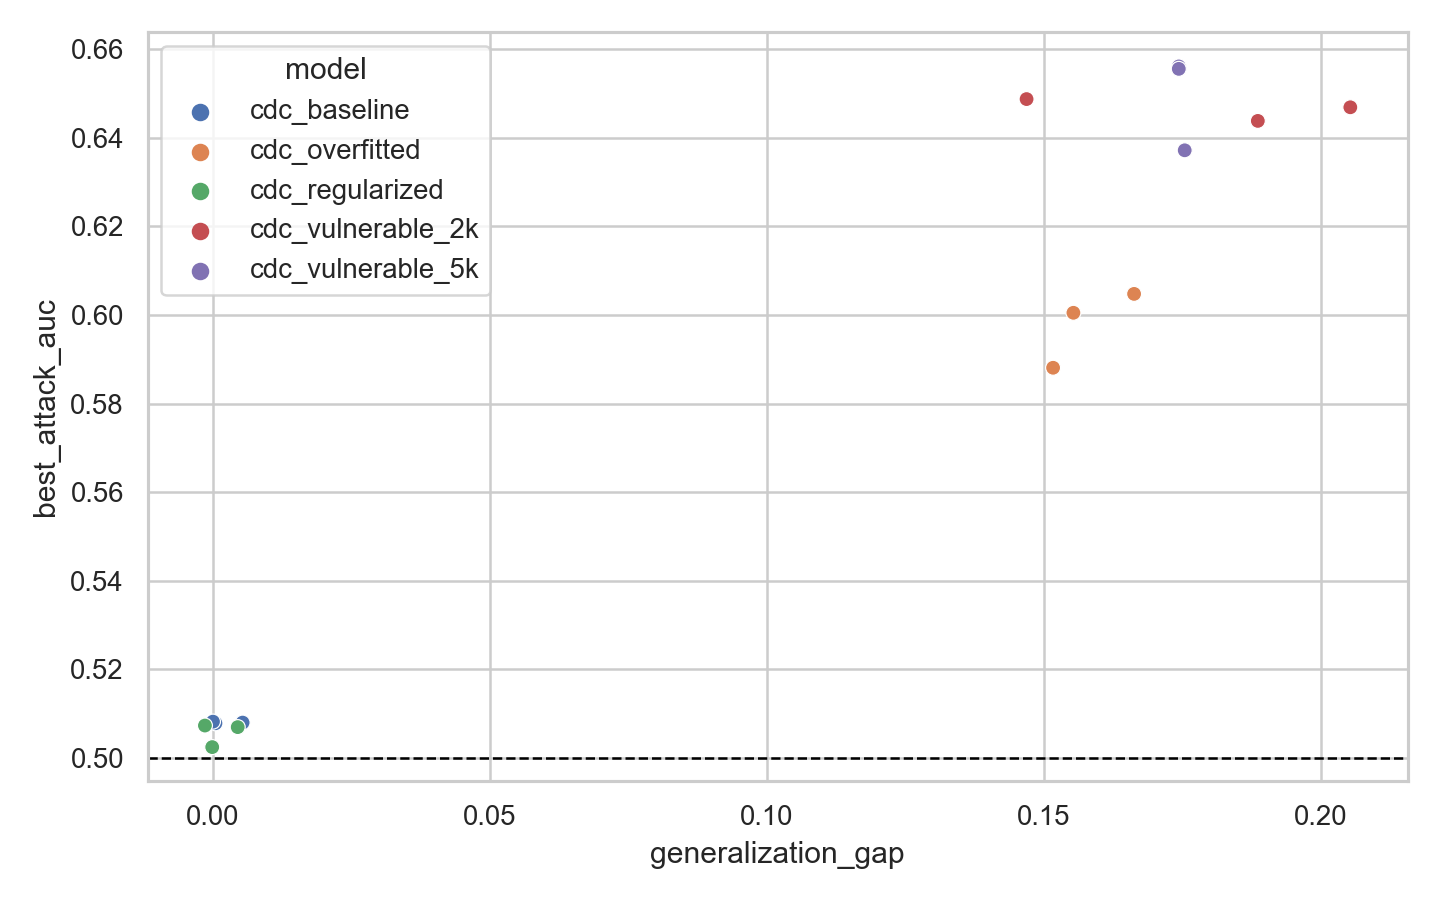 model
cdc_baseline
cdc_overfitted
cdc_regularized
cdc_vulnerable_2k
cdc_vulnerable_5k
best_attack_auc
0.66
0.64
0.62
0.60
0.58
0.56
0.54
0.52
0.50
0.00 0.05 0.10 0.15 0.20
generalization_gap